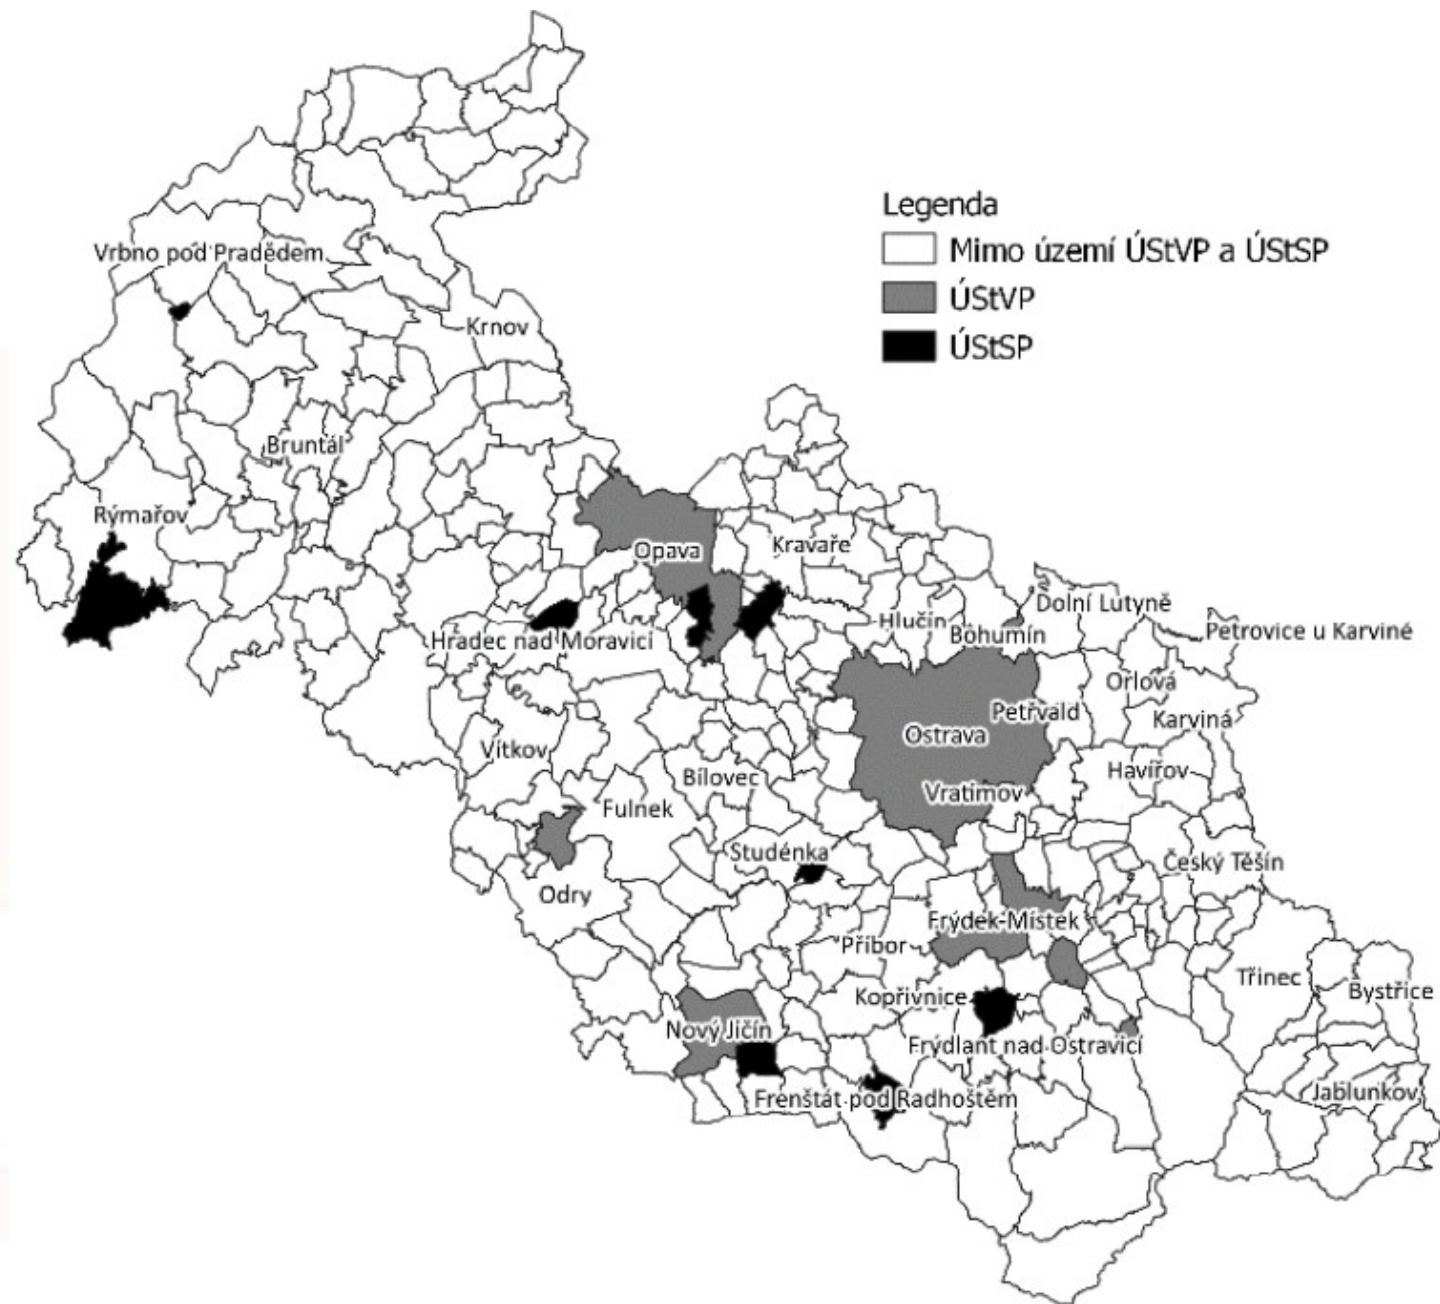 Legenda
Mimo území ÚStVP a ÚStSP
ÚStVP
ÚStSP
Vrbno pod Pradědem
Krnov
Bruntál
Rýmařov
Opava
Kravaře
Dolní Lutyně
Hlučín
Bohumín
Petrovice u Karviné
Hradec nad Moravicí
Orlová
Petřvald
Karviná
Ostrava
Vítkov
Bílovec
Havířov
Vratimov
Fulnek
Studénka
Český Těšín
Odry
Frýdek-Místek
Příbor
Třinec
Bystřice
Kopřivnice
Nový Jičín
Frýdlant nad Ostravicí
Jablunkov
Frenštát pod Radhoštěm